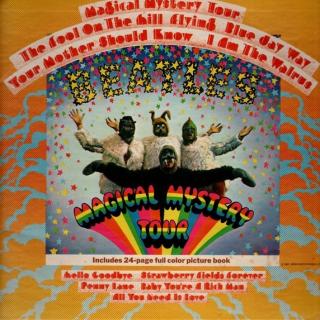 Magical Mystery Tour
The Fool On The Hill Flying Blue Jay Way
Your Mother Should Know I Am The Walrus
BEATLES
MAGICAL MYSTERY
TOUR
Includes 24-page full color picture book
Hello Goodbye Strawberry fields forever
Penny Lane Baby You're A Rich Man
All You Need Is Love